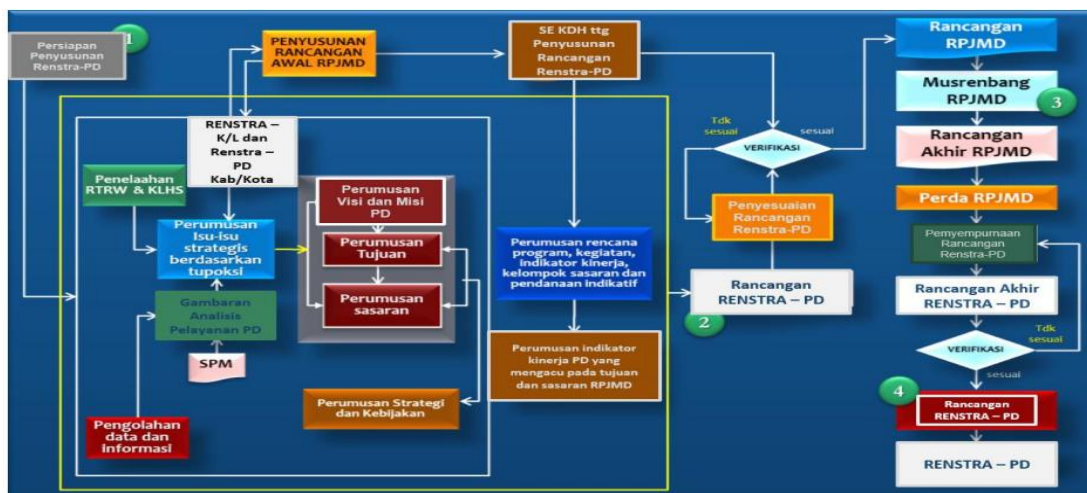 1
Persiapan
Penyusunan
Renstra-PD
PENYUSUNAN
RANCANGAN
AWAL RPJMD
SE KDH ttg
Penyusunan
Rancangan
Renstra-PD
Rancangan
RPJMD
Musrenbang
RPJMD
3
Rancangan
Akhir RPJMD
Perda RPJMD
Pemyempurnaan
Rancangan
Renstra-PD
Rancangan Akhir
RENSTRA – PD
Tdk
sesuai
VERIFIKASI
sesuai
4
Rancangan
RENSTRA – PD
RENSTRA – PD
Tdk
sesuai
sesuai
VERIFIKASI
Penyesuaian
Rancangan
Renstra-PD
Rancangan
RENSTRA – PD
2
RENSTRA –
K/L dan
Renstra –
PD
Kab/Kota
Penelaahan
RTRW & KLHS
Perumusan
Isu-isu
strategis
berdasarkan
tupoksi
Gambaran
Analisis
Pelayanan PD
SPM
Pengolahan
data dan
informasi
Perumusan
Visi dan Misi
PD
Perumusan
Tujuan
Perumusan
sasaran
Perumusan Strategi
dan Kebijakan
Perumusan rencana
program, kegiatan,
indikator kinerja,
kelompok sasaran dan
pendanaan indikatif
Perumusan indikator
kinerja PD yang
mengacu pada tujuan
dan sasaran RPJMD